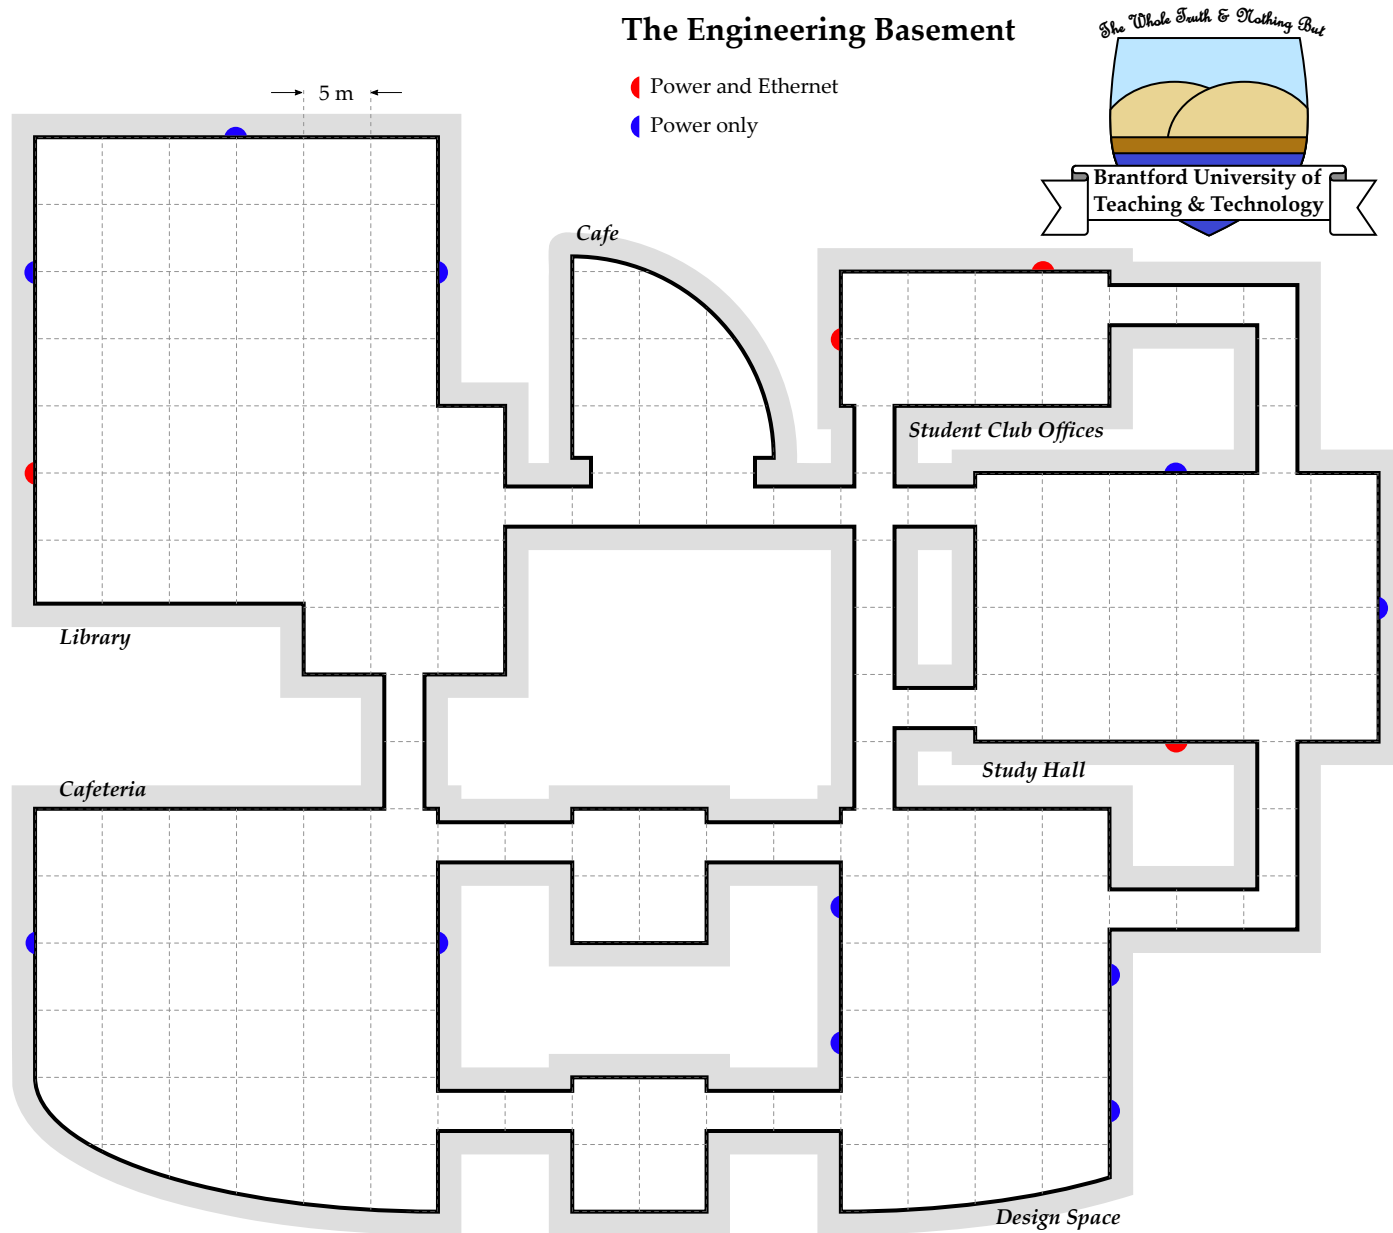 The Engineering Basement
The Whole Truth & Nothing But
Power and Ethernet
5 m
Power only
Brantford University of
Teaching & Technology
Cafe
Student Club Offices
Library
Study Hall
Cafeteria
Design Space